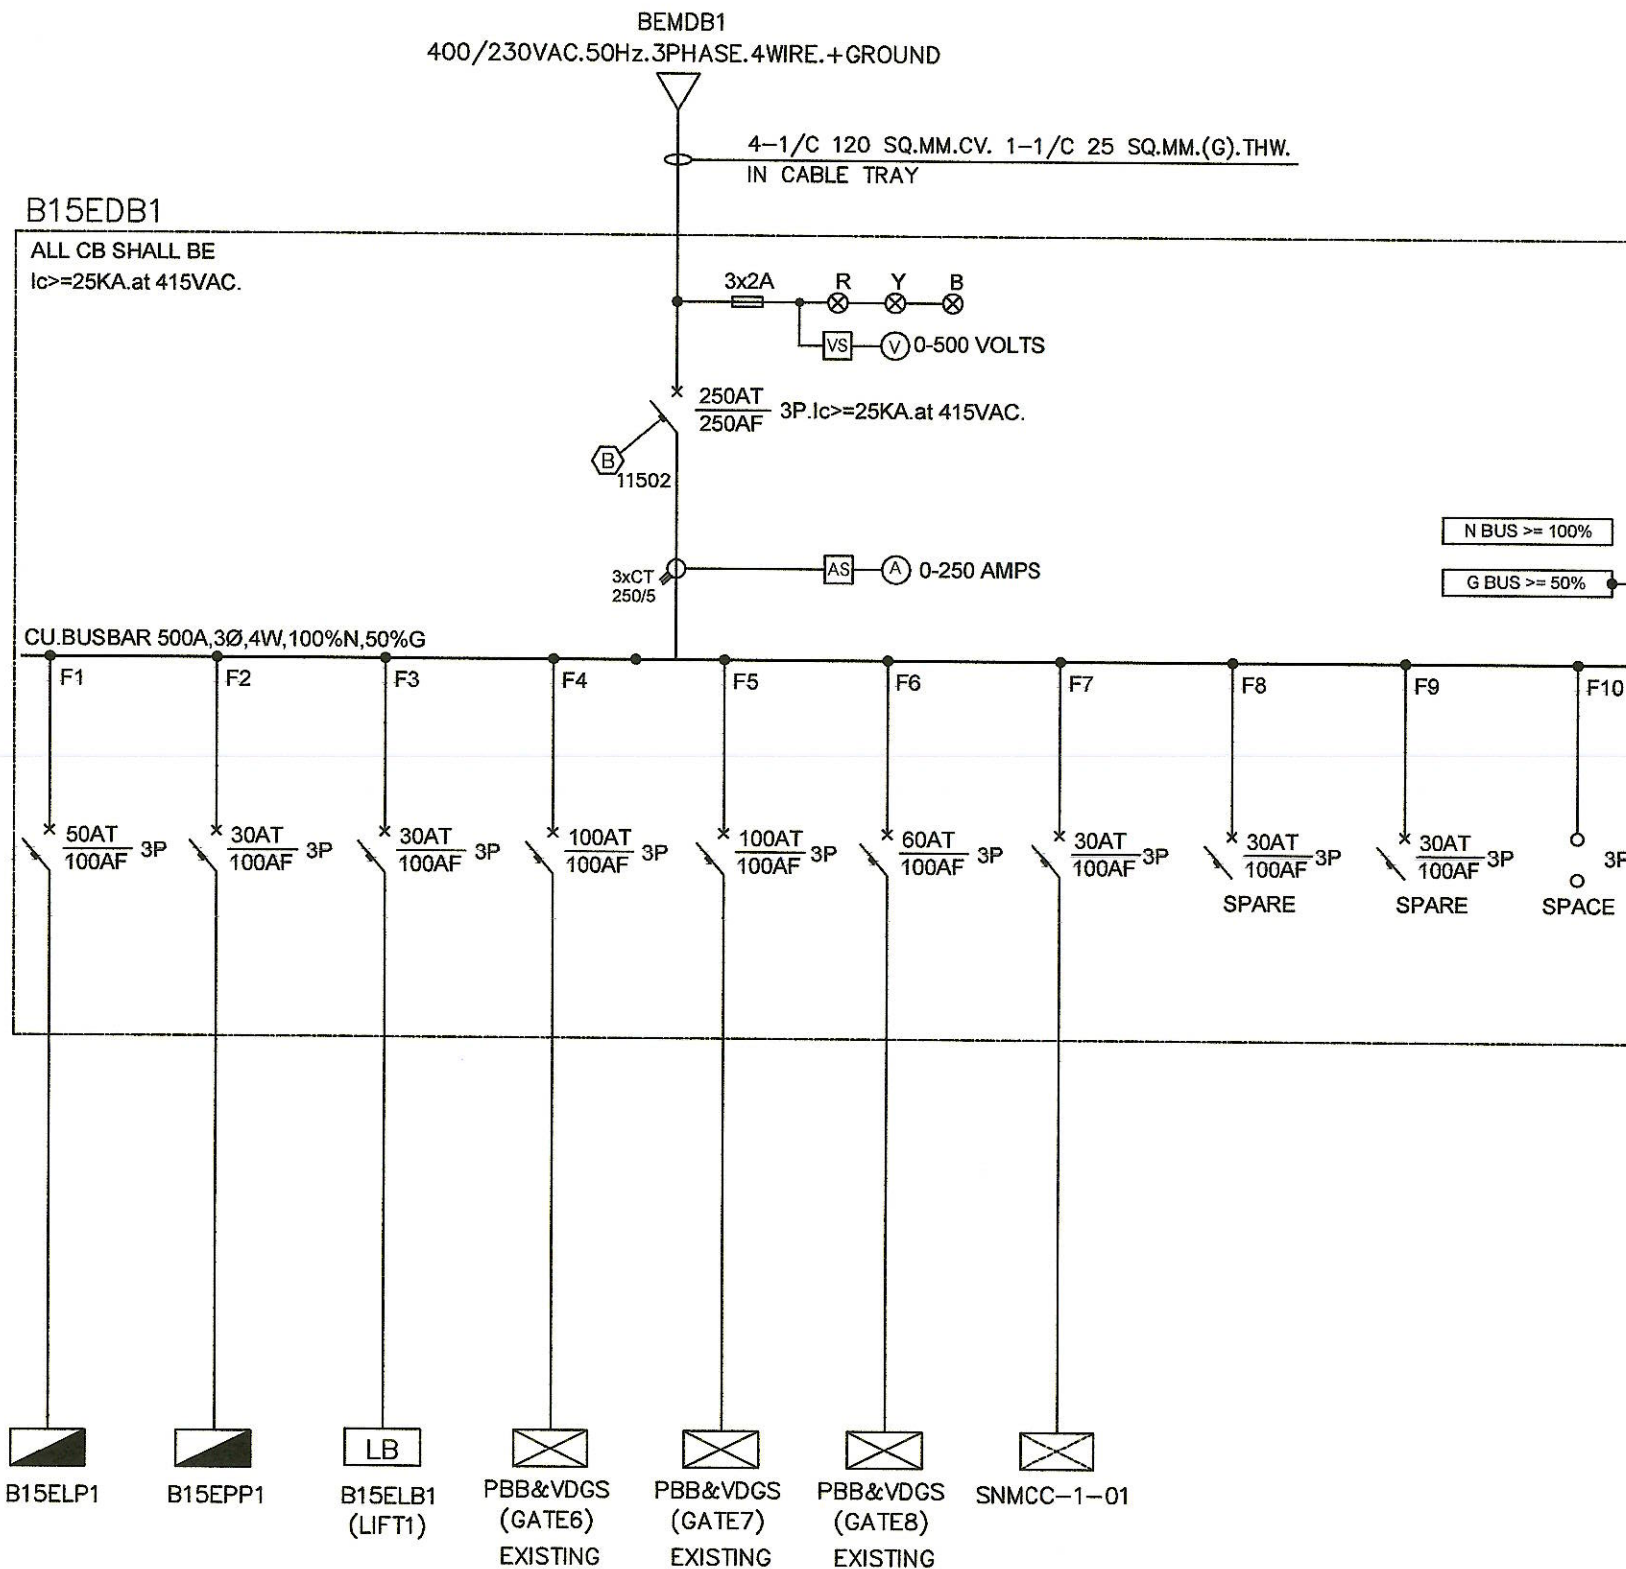 BEMDB1
400/230VAC.50Hz.3PHASE.4WIRE.+GROUND
4-1/C 120 SQ.MM.CV. 1-1/C 25 SQ.MM.(G).THW.
IN CABLE TRAY
B15EDB1
ALL CB SHALL BE
Ic>=25KA.at 415VAC.
3x2A
R Y B
VS V 0-500 VOLTS
250AT
250AF
3P.Ic>=25KA.at 415VAC.
B
11502
3xCT
250/5
AS A 0-250 AMPS
N BUS >= 100%
G BUS >= 50%
CU.BUSBAR 500A,3Ø,4W,100%N,50%G
F1 F2 F3 F4 F5 F6 F7 F8 F9 F10
50AT
100AF
3P
30AT
100AF
3P
30AT
100AF
3P
100AT
100AF
3P
100AT
100AF
3P
60AT
100AF
3P
30AT
100AF
3P
30AT
100AF
3P
SPARE
30AT
100AF
3P
SPARE
3P
SPACE
B15ELP1
B15EPP1
LB
B15ELB1
(LIFT1)
PBB&VDGS
(GATE6)
EXISTING
PBB&VDGS
(GATE7)
EXISTING
PBB&VDGS
(GATE8)
EXISTING
SNMCC-1-01